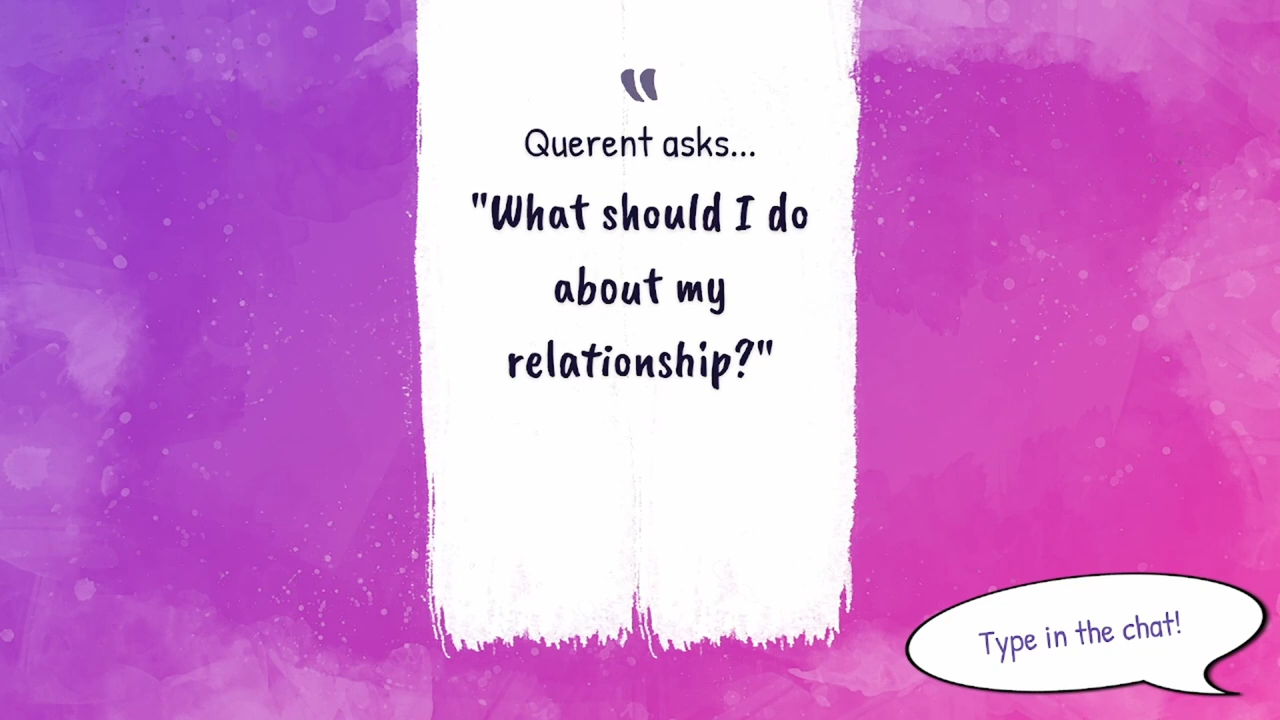 “
Querent asks...
"What should I do
about my
relationship?"
Type in the chat!